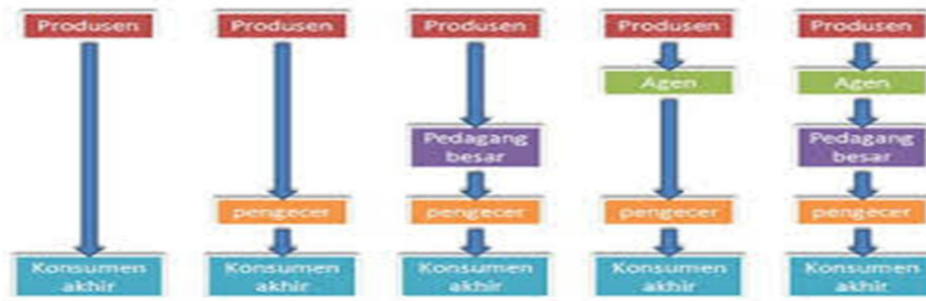 Produsen
Produsen
Produsen
Produsen
Produsen
Agen
Agen
Pedagang
besar
Pedagang
besar
pengecer
pengecer
pengecer
pengecer
Konsumen
akhir
Konsumen
akhir
Konsumen
akhir
Konsumen
akhir
Konsumen
akhir